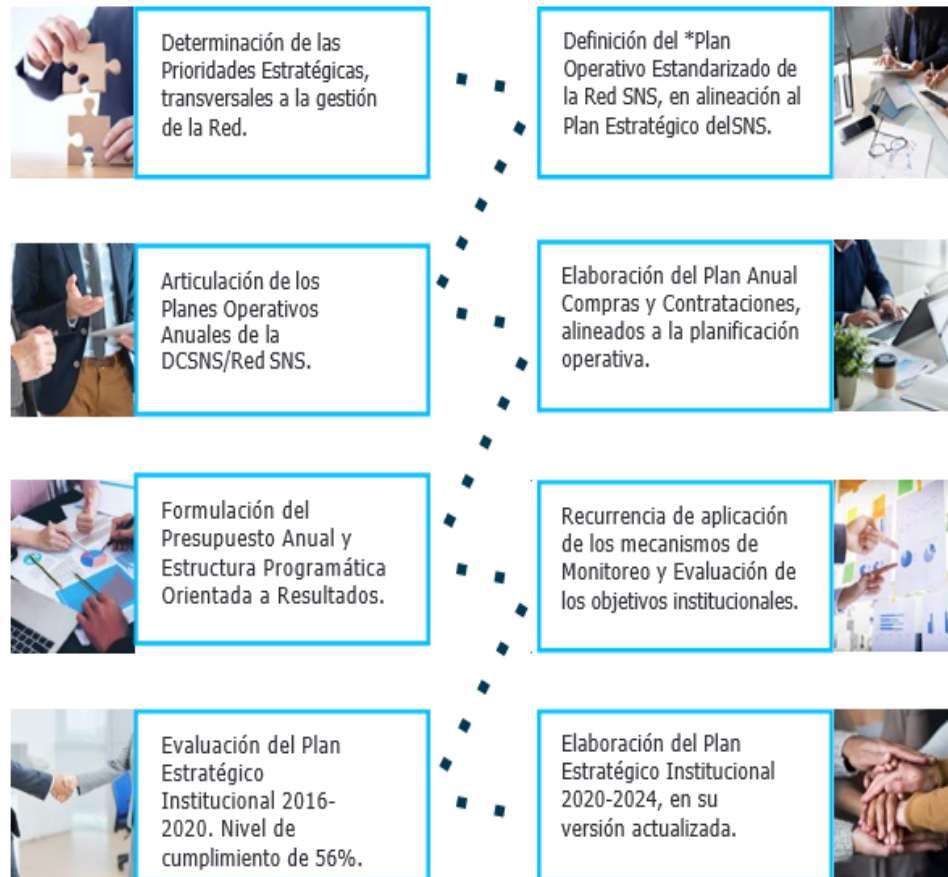 Determinación de las
Prioridades Estratégicas,
transversales a la gestión
de la Red.
Definición del *Plan
Operativo Estandarizado de
la Red SNS, en alineación al
Plan Estratégico delSNS.
Articulación de los
Planes Operativos
Anuales de la
DCSNS/Red SNS.
Elaboración del Plan Anual
Compras y Contrataciones,
alineados a la planificación
operativa.
Formulación del
Presupuesto Anual y
Estructura Programática
Orientada a Resultados.
Recurrencia de aplicación
de los mecanismos de
Monitoreo y Evaluación de
los objetivos institucionales.
Evaluación del Plan
Estratégico
Institucional 2016-
2020. Nivel de
cumplimiento de 56%.
Elaboración del Plan
Estratégico Institucional
2020-2024, en su
versión actualizada.